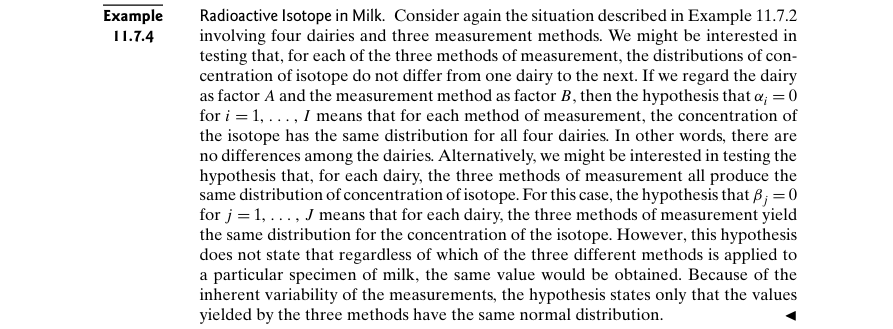 Example Radioactive Isotope in Milk. Consider again the situation described in Example 11.7.2
11.7.4 involving four dairies and three measurement methods. We might be interested in
testing that, for each of the three methods of measurement, the distributions of con-
centration of isotope do not differ from one dairy to the next. If we regard the dairy
as factor A and the measurement method as factor B, then the hypothesis that αᵢ = 0
for i = 1, . . . , I means that for each method of measurement, the concentration of
the isotope has the same distribution for all four dairies. In other words, there are
no differences among the dairies. Alternatively, we might be interested in testing the
hypothesis that, for each dairy, the three methods of measurement all produce the
same distribution of concentration of isotope. For this case, the hypothesis that βⱼ = 0
for j = 1, . . . , J means that for each dairy, the three methods of measurement yield
the same distribution for the concentration of the isotope. However, this hypothesis
does not state that regardless of which of the three different methods is applied to
a particular specimen of milk, the same value would be obtained. Because of the
inherent variability of the measurements, the hypothesis states only that the values
yielded by the three methods have the same normal distribution. ◄